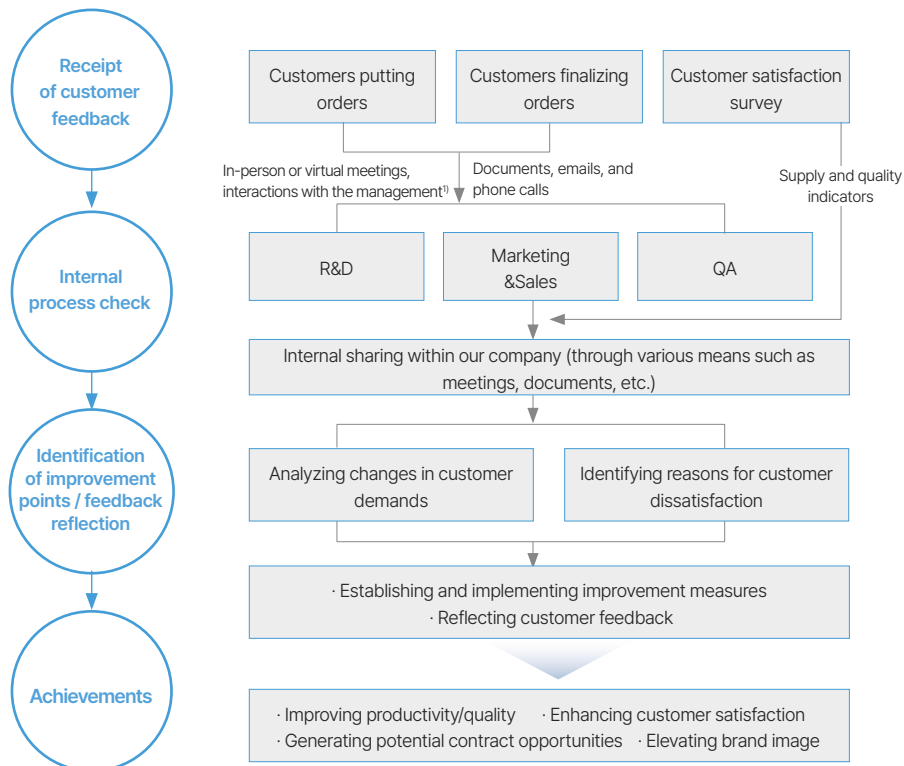 Receipt
of customer
feedback
Customers putting
orders
Customers finalizing
orders
Customer satisfaction
survey
In-person or virtual meetings,
interactions with the management¹⁾
Documents, emails, and
phone calls
Supply and quality
indicators
Internal
process check
R&D
Marketing
&Sales
QA
Internal sharing within our company (through various means such as
meetings, documents, etc.)
Identification
of improvement
points / feedback
reflection
Analyzing changes in customer
demands
Identifying reasons for customer
dissatisfaction
· Establishing and implementing improvement measures
· Reflecting customer feedback
Achievements
· Improving productivity/quality · Enhancing customer satisfaction
· Generating potential contract opportunities · Elevating brand image